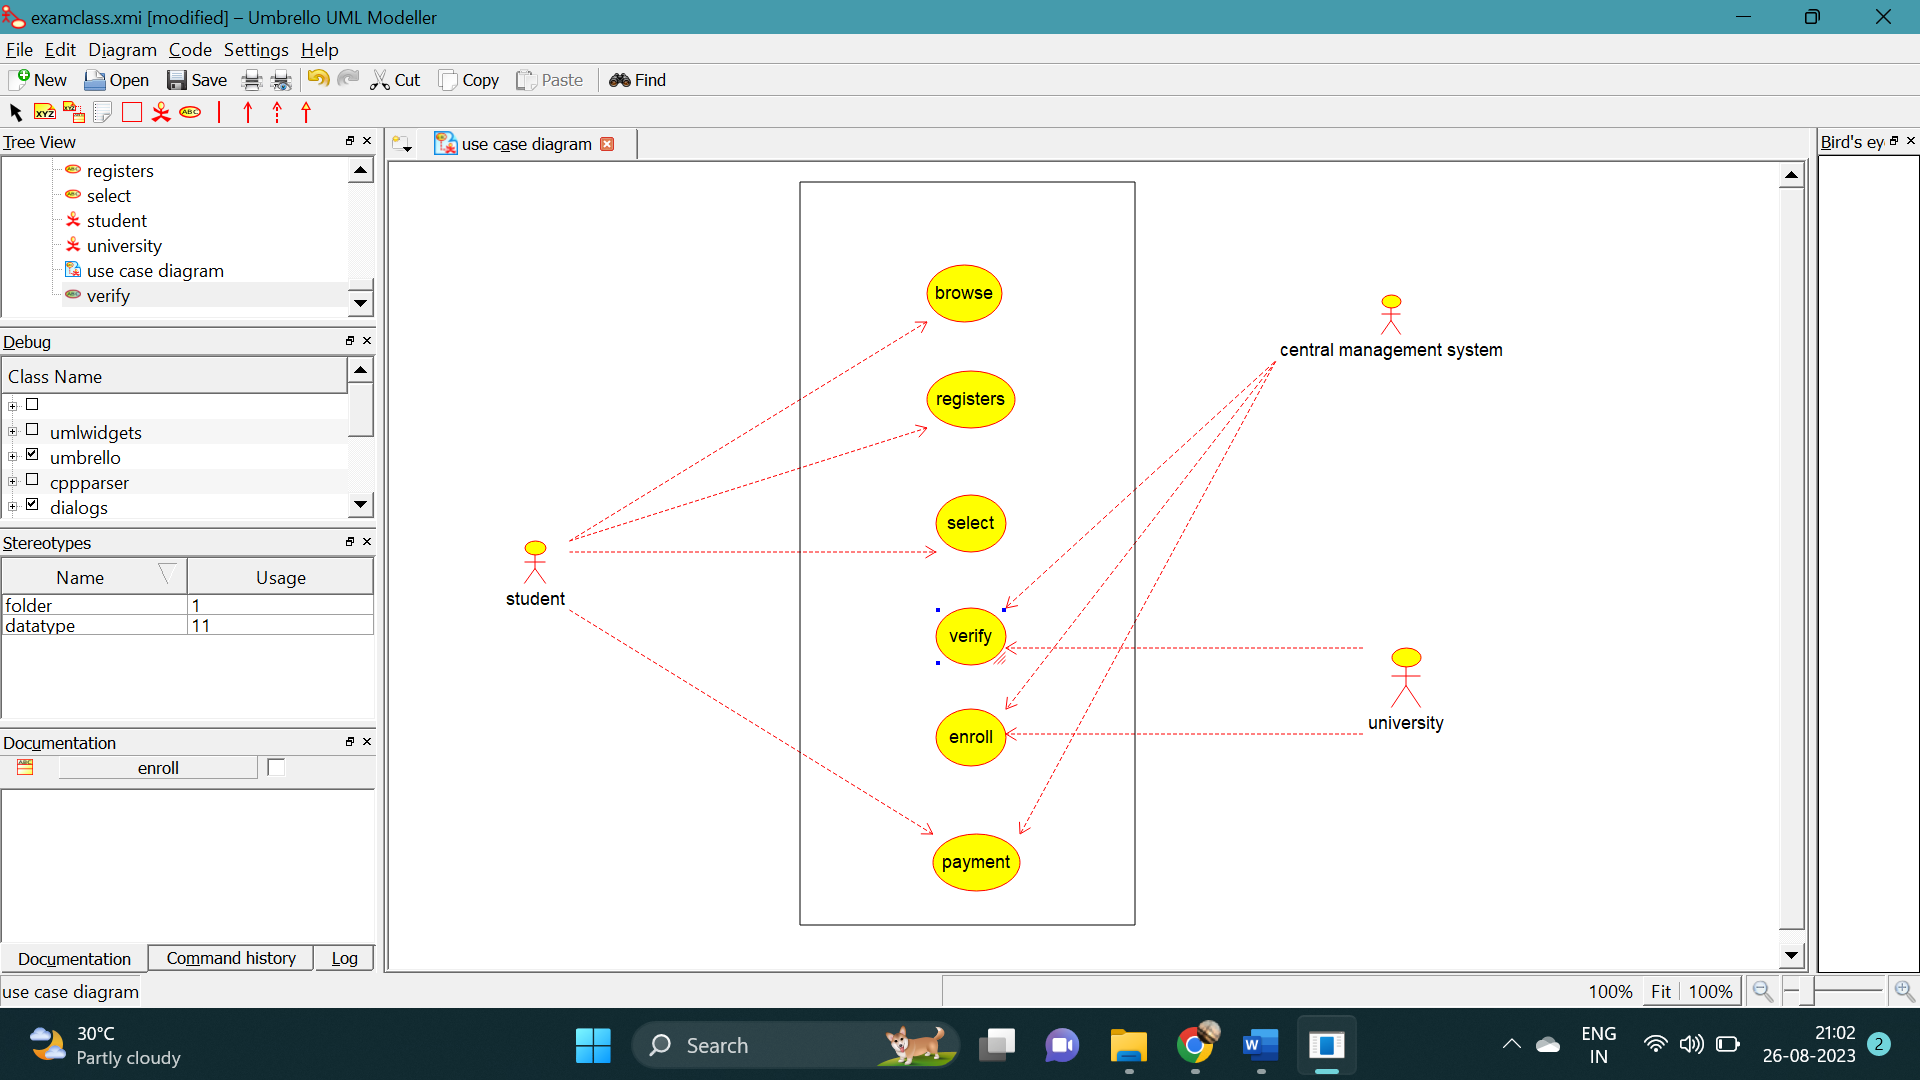 examclass.xmi [modified] – Umbrello UML Modeller
File Edit Diagram Code Settings Help
New Open Save Cut Copy Paste Find
XYZ XYZ ABC
Tree View
registers
select
student
university
use case diagram
verify
Debug
Class Name
umlwidgets
umbrello
cppparser
dialogs
Stereotypes
Name Usage
folder 1
datatype 11
Documentation
ABC enroll
Documentation Command history Log
use case diagram
use case diagram
browse
registers
select
verify
enroll
payment
student
central management system
university
Bird's ey
100% Fit 100%
30°C
Partly cloudy
Search
W
ENG
IN
21:02
26-08-2023
2